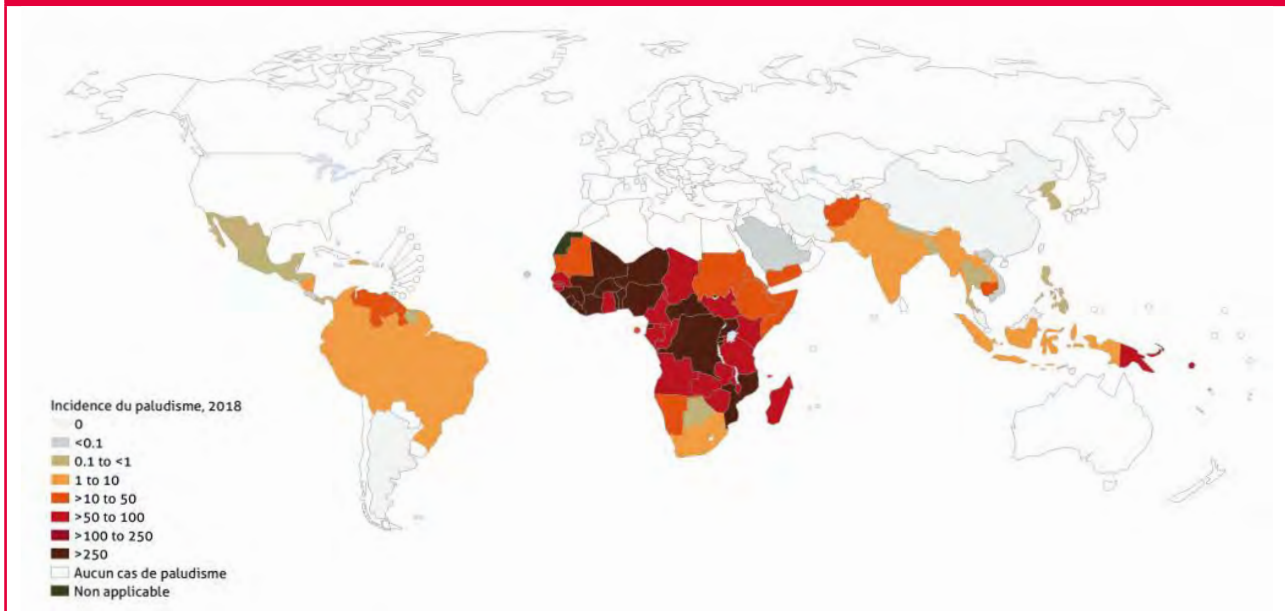 Incidence du paludisme, 2018
0
<0.1
0.1 to <1
1 to 10
>10 to 50
>50 to 100
>100 to 250
>250
Aucun cas de paludisme
Non applicable